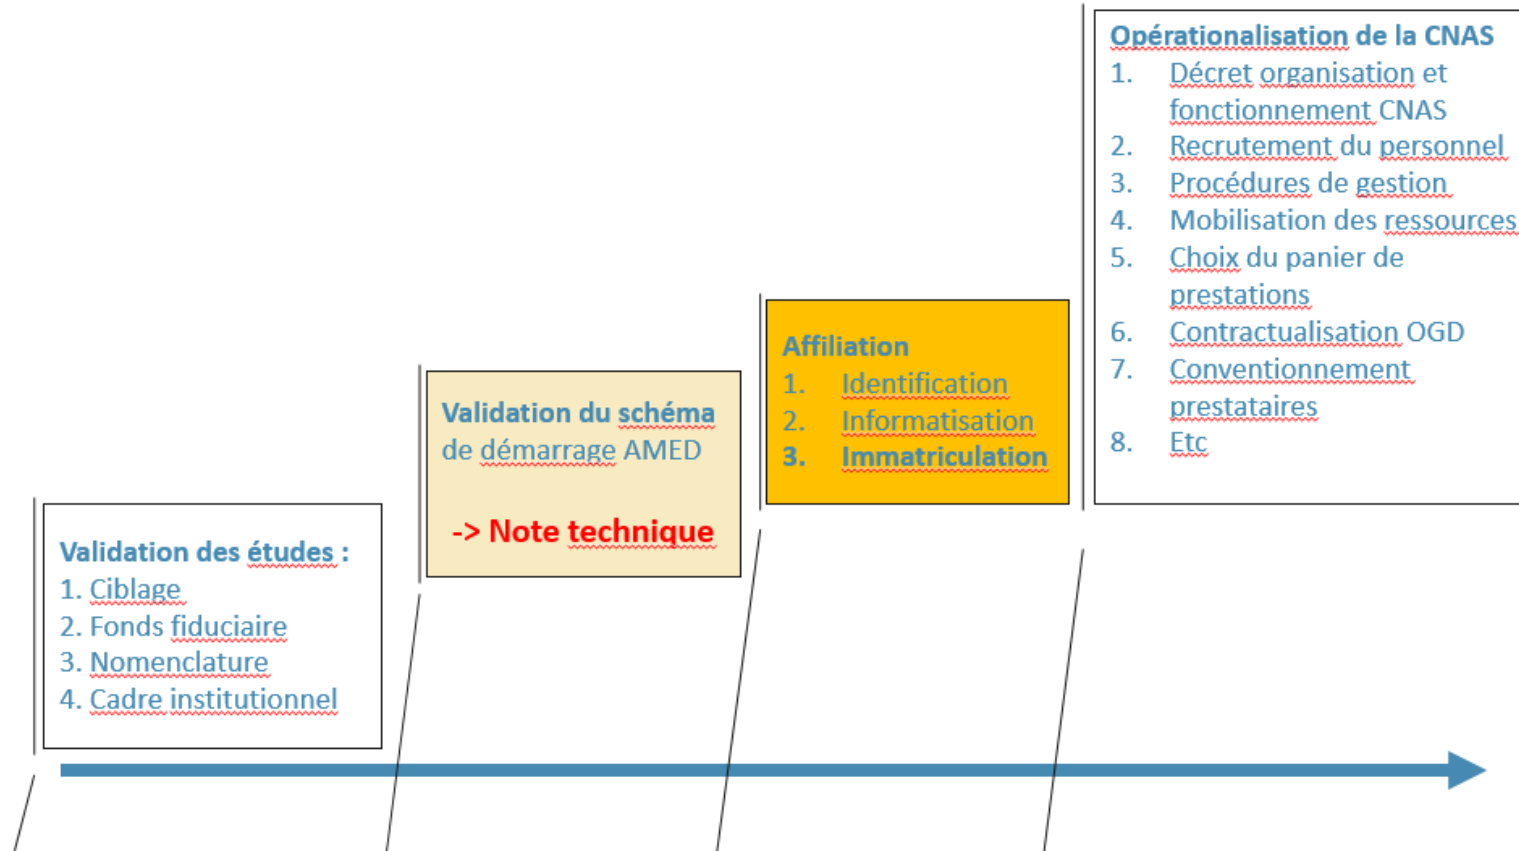 Validation des études :
1. Ciblage
2. Fonds fiduciaire
3. Nomenclature
4. Cadre institutionnel
Validation du schéma
de démarrage AMED
-> Note technique
Affiliation
1. Identification
2. Informatisation
3. Immatriculation
Opérationalisation de la CNAS
1. Décret organisation et
fonctionnement CNAS
2. Recrutement du personnel
3. Procédures de gestion
4. Mobilisation des ressources
5. Choix du panier de
prestations
6. Contractualisation OGD
7. Conventionnement
prestataires
8. Etc